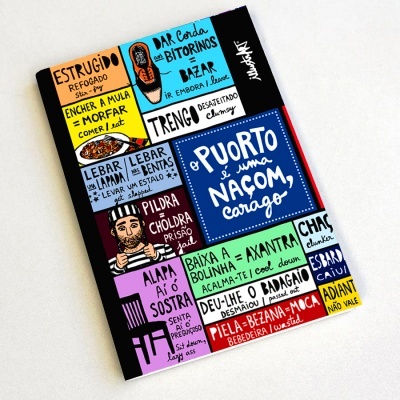 ESTRUGIDO
REFOGADO
stir-fry
DAR corda
aos
BITORINOS
=
BAZAR
ir EMBORA / leave
ENCHER A MULA
= MORFAR
COMER / eat
TRENGO DESAJEITADO
clumsy
LEBAR
UMA LAPADA
LEBAR
NAS BENTAS
LEVAR UM ESTALO
get slapped
O PUORTO
é uma
NAÇOM,
carago
PILDRA
=
CHOLDRA
PRISÃO
jail
ALAPA
AÍ Ó
SOSTRA
SENTA
AÍ Ó
PREGUIÇOSO
Sit down,
lazy ass
BAIXA A
BOLINHA = AXANTRA
ACALMA-TE / cool down
DEU-LHE O BADAGAIO
DESMAIOU / passed out
PIELA=BEZANA=MOCA
BEBEDEIRA / wasted
CHAÇ
clunker
ESBARD
CAIU
ADIANT
NÃO VALE